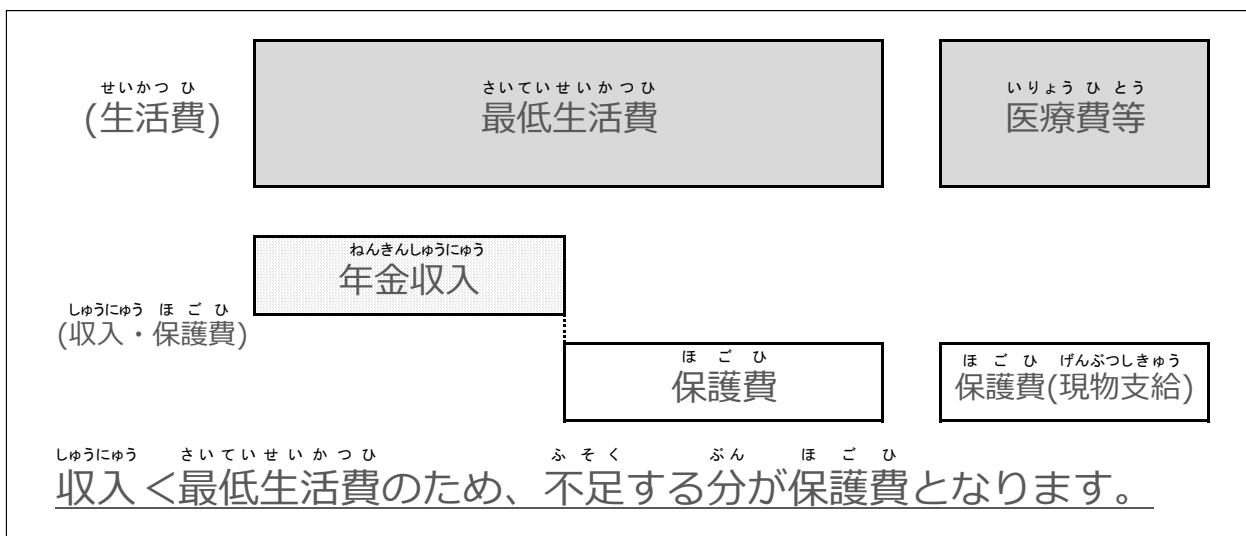 せいかつ ひ さいていせいかつひ いりょう ひ とう
(生活費) 最低生活費 医療費等
ねんきんしゅうにゅう
年金収入
しゅうにゅう ほ ご ひ
(収入・保護費)
ほ ご ひ ほ ご ひ げんぶつしきゅう
保護費 保護費(現物支給)
しゅうにゅう さいていせいかつひ ふ そ く ぶん ほ ご ひ
収入<最低生活費のため、不足する分が保護費となります。